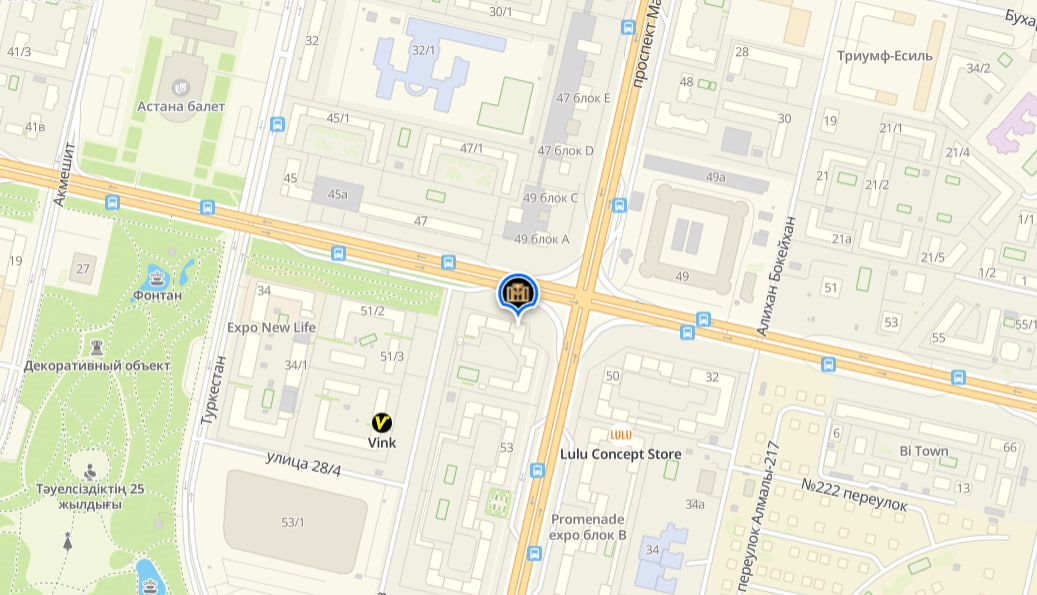 30/1
Буха
проспект Ма
41/3
32
32/1
28
Триумф-Есиль
34/2
48
47 блок E
Астана балет
45/1
30
19
41в
21/1
47/1
47 блок D
21/4
49а
Акмешит
45
45а
21
21/2
49 блок C
47
1/1
49 блок A
21а
19
27
21/5
49
1/2
51
Фонтан
34
51/2
Алихан Бокейхан
53
55/1
Expo New Life
55
51/3
34/1
Декоративный объект
50
32
Туркестан
Vink
LULU
6
53
Lulu Concept Store
Bi Town
66
улица 28/4
Тәуелсіздіктің 25
жылдығы
13
№222 переулок
34а
53/1
Promenade
expo блок B
34
переулок Алмалы-217